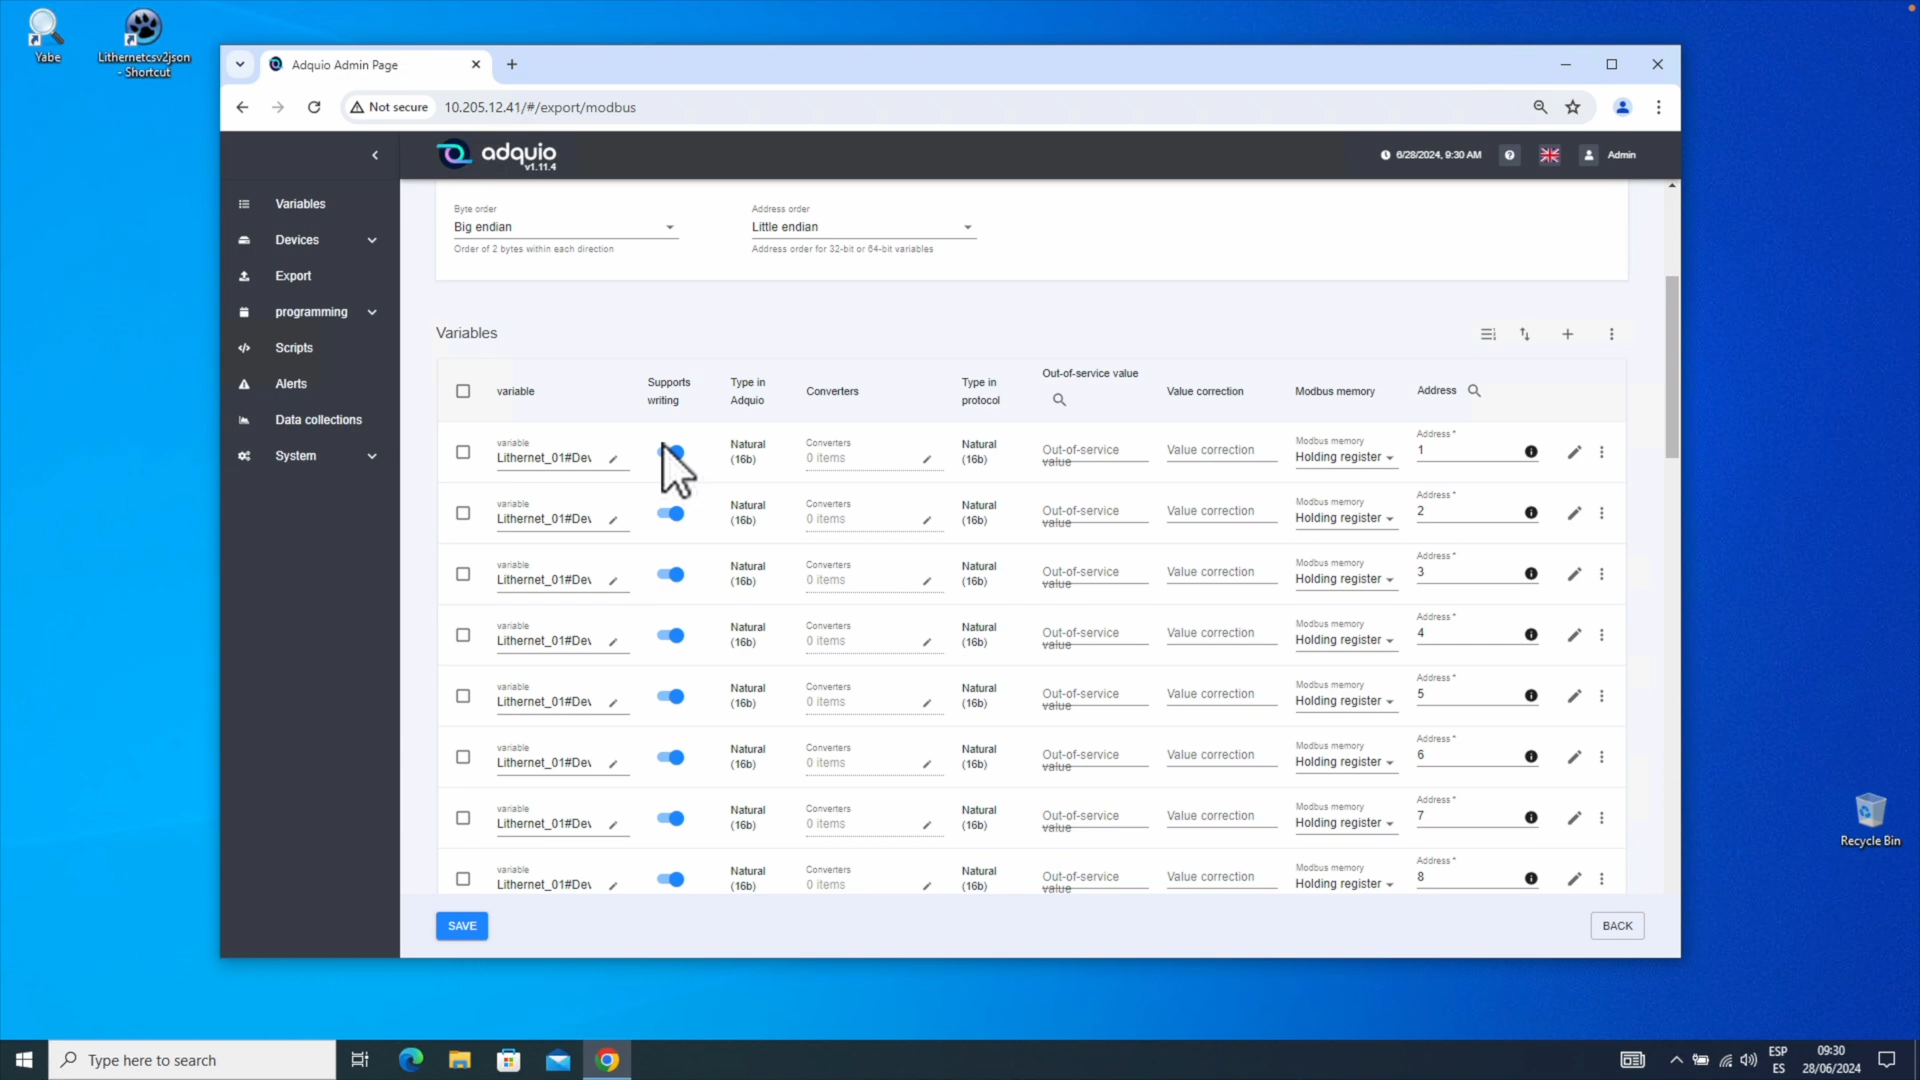 Yabe
Lithernetcsv2json
- Shortcut
Adquio Admin Page
Not secure
10.205.12.41/#/export/modbus
adquio
v1.11.4
6/28/2024, 9:30 AM
Admin
Variables
Devices
Export
programming
Scripts
Alerts
Data collections
System
Byte order
Address order
Big endian
Little endian
Order of 2 bytes within each direction
Address order for 32-bit or 64-bit variables
Variables
variable
Supports writing
Type in Adquio
Converters
Type in protocol
Out-of-service value
Value correction
Modbus memory
Address
variable
Lithernet_01#Dev
Natural (16b)
Converters
0 items
Natural (16b)
Out-of-service value
Value correction
Modbus memory
Holding register
Address *
1
variable
Lithernet_01#Dev
Natural (16b)
Converters
0 items
Natural (16b)
Out-of-service value
Value correction
Modbus memory
Holding register
Address *
2
variable
Lithernet_01#Dev
Natural (16b)
Converters
0 items
Natural (16b)
Out-of-service value
Value correction
Modbus memory
Holding register
Address *
3
variable
Lithernet_01#Dev
Natural (16b)
Converters
0 items
Natural (16b)
Out-of-service value
Value correction
Modbus memory
Holding register
Address *
4
variable
Lithernet_01#Dev
Natural (16b)
Converters
0 items
Natural (16b)
Out-of-service value
Value correction
Modbus memory
Holding register
Address *
5
variable
Lithernet_01#Dev
Natural (16b)
Converters
0 items
Natural (16b)
Out-of-service value
Value correction
Modbus memory
Holding register
Address *
6
variable
Lithernet_01#Dev
Natural (16b)
Converters
0 items
Natural (16b)
Out-of-service value
Value correction
Modbus memory
Holding register
Address *
7
variable
Lithernet_01#Dev
Natural (16b)
Converters
0 items
Natural (16b)
Out-of-service value
Value correction
Modbus memory
Holding register
Address *
8
SAVE
BACK
Recycle Bin
Type here to search
ESP
ES
09:30
28/06/2024